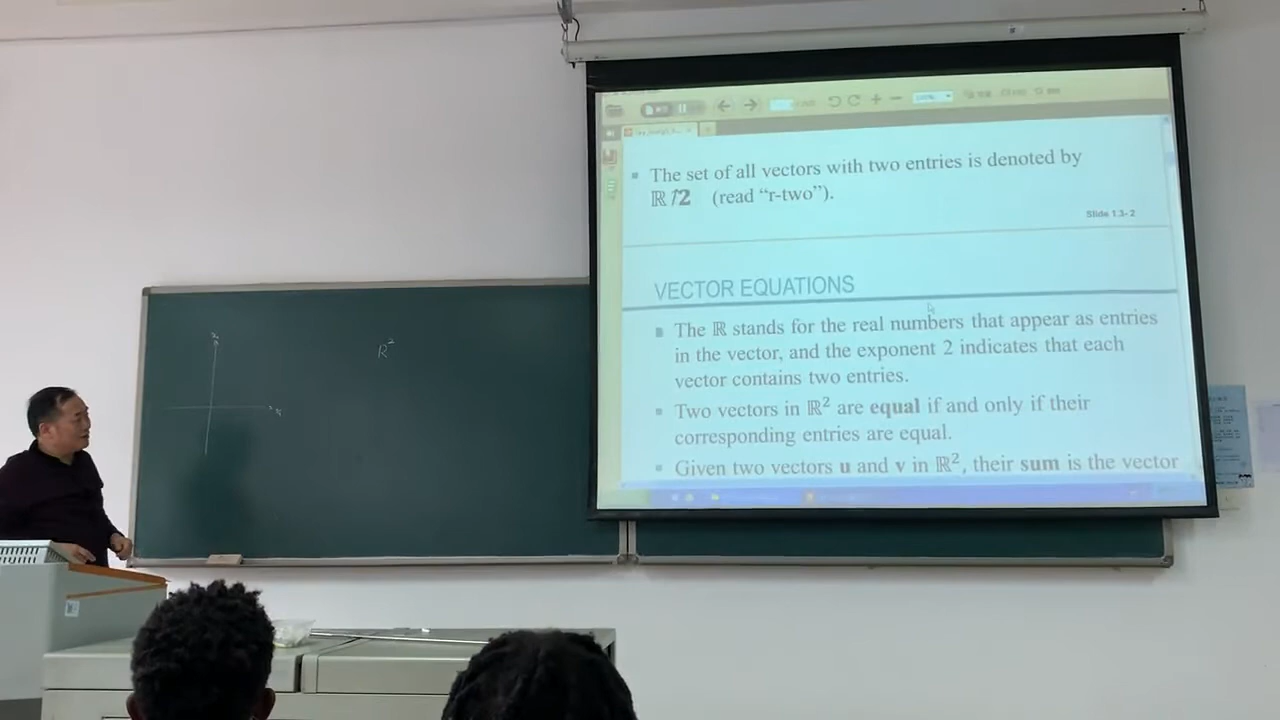 The set of all vectors with two entries is denoted by
ℝ↑2 (read “r-two”).
Slide 1.3- 2
VECTOR EQUATIONS
The ℝ stands for the real numbers that appear as entries
in the vector, and the exponent 2 indicates that each
vector contains two entries.
Two vectors in ℝ² are equal if and only if their
corresponding entries are equal.
Given two vectors u and v in ℝ², their sum is the vector
R²